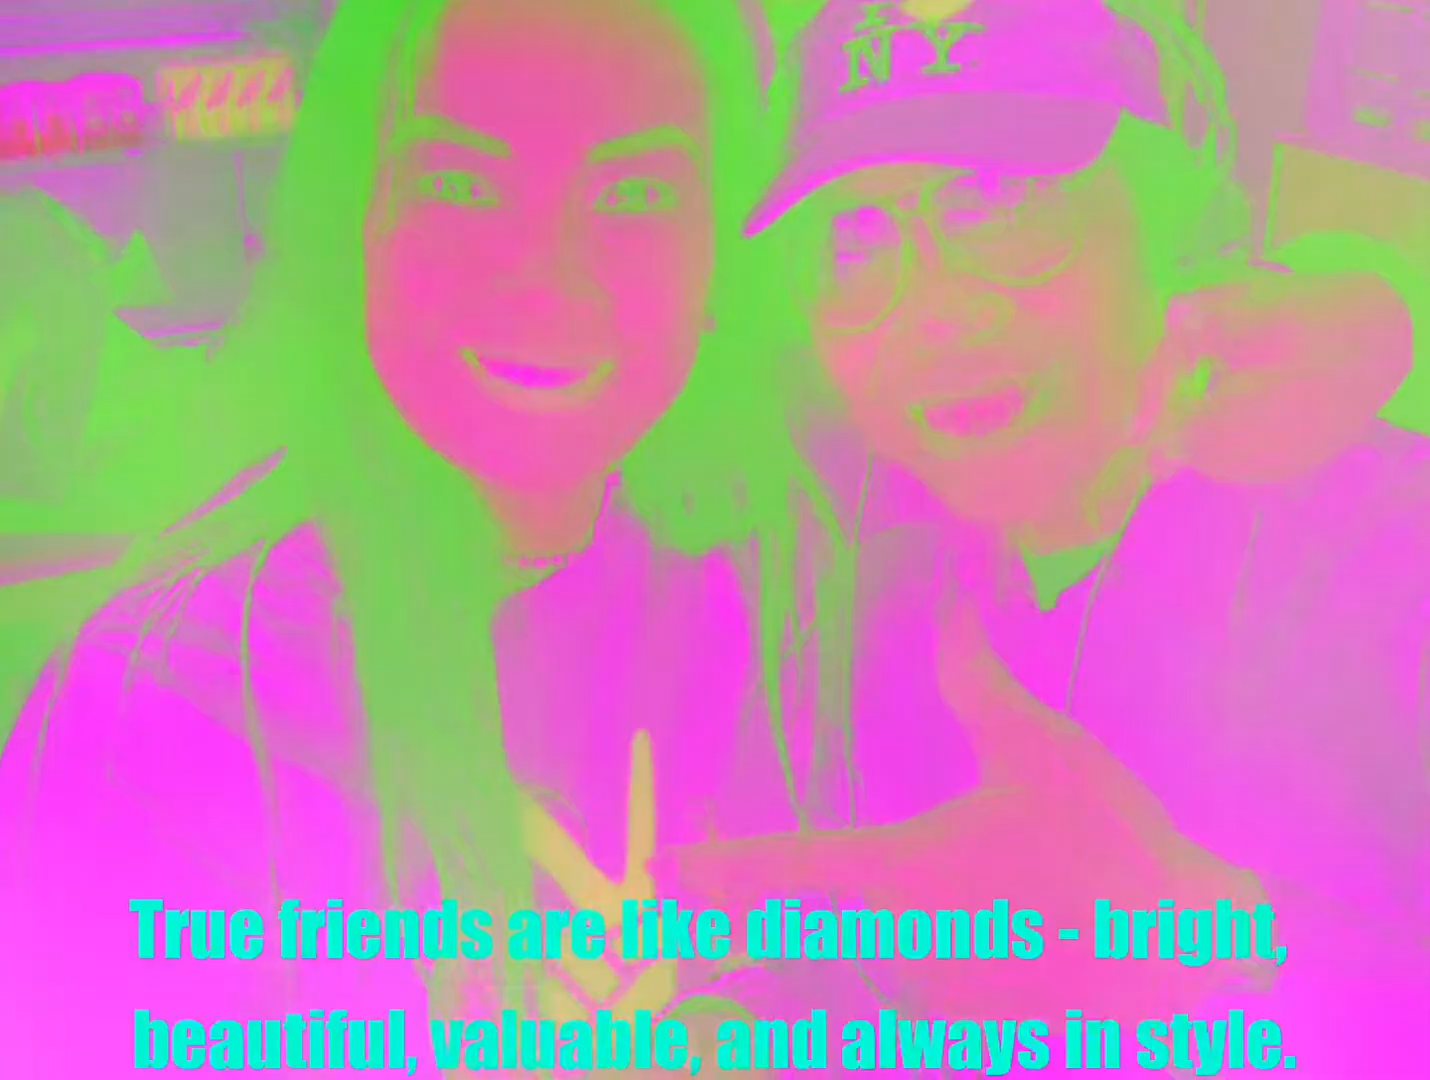 NY
True friends are like diamonds - bright,
beautiful, valuable, and always in style.